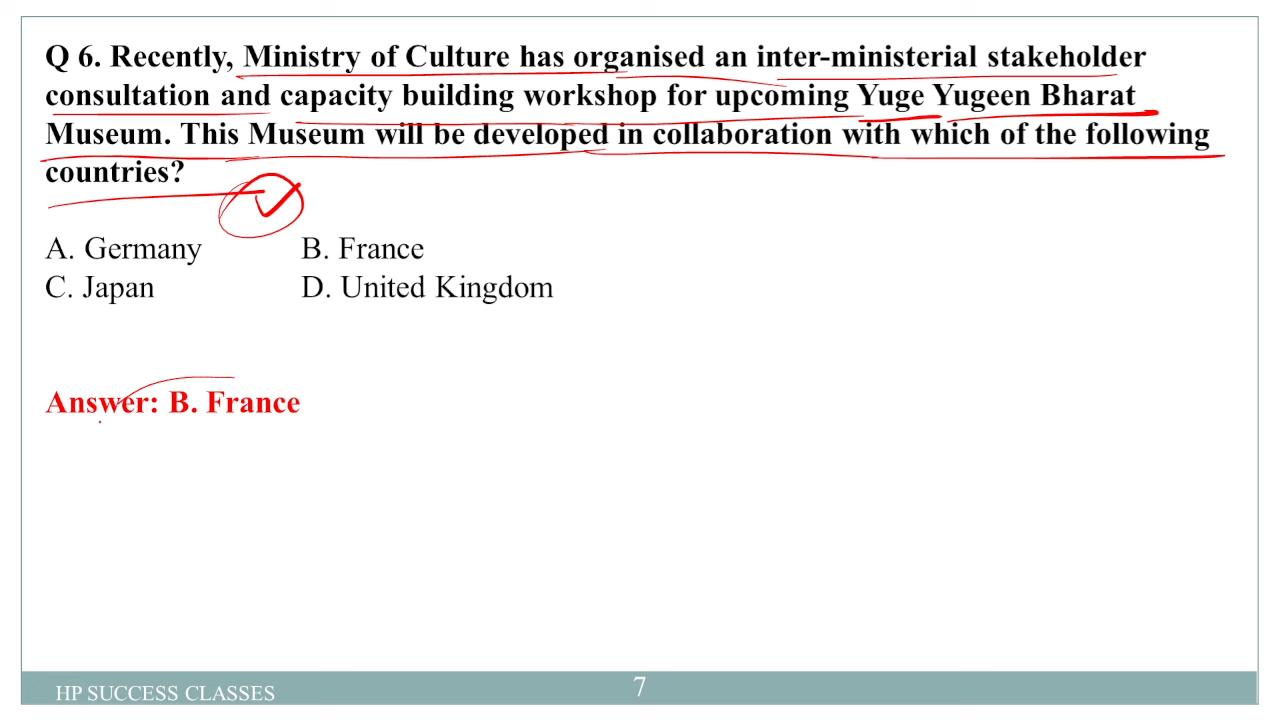 Q 6. Recently, Ministry of Culture has organised an inter-ministerial stakeholder
consultation and capacity building workshop for upcoming Yuge Yugeen Bharat
Museum. This Museum will be developed in collaboration with which of the following
countries?
A. Germany B. France
C. Japan D. United Kingdom
Answer: B. France
HP SUCCESS CLASSES 7